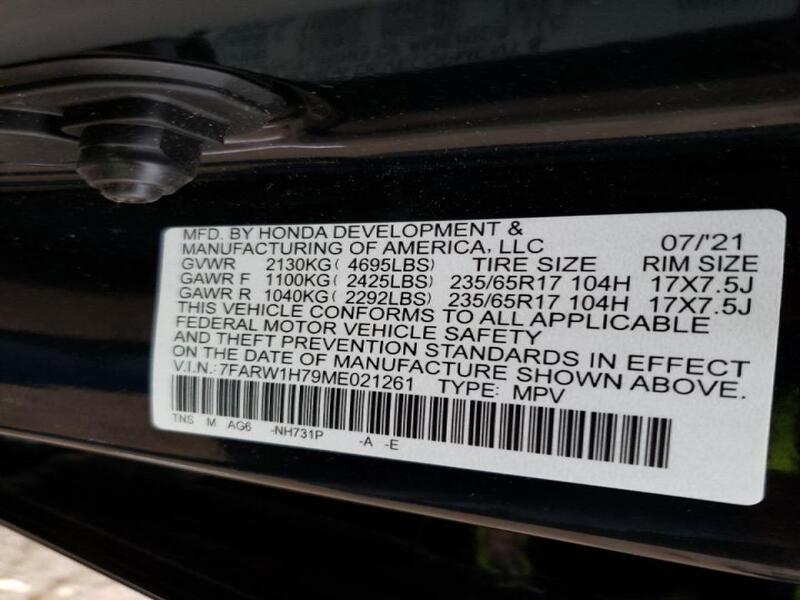 MFD. BY HONDA DEVELOPMENT &
MANUFACTURING OF AMERICA, LLC 07/'21
GVWR 2130KG( 4695LBS) TIRE SIZE RIM SIZE
GAWR F 1100KG( 2425LBS) 235/65R17 104H 17X7.5J
GAWR R 1040KG( 2292LBS) 235/65R17 104H 17X7.5J
THIS VEHICLE CONFORMS TO ALL APPLICABLE
FEDERAL MOTOR VEHICLE SAFETY
AND THEFT PREVENTION STANDARDS IN EFFECT
ON THE DATE OF MANUFACTURE SHOWN ABOVE.
V.I.N.: 7FARW1H79ME021261 TYPE: MPV
TNS M AG6 -NH731P -A -E